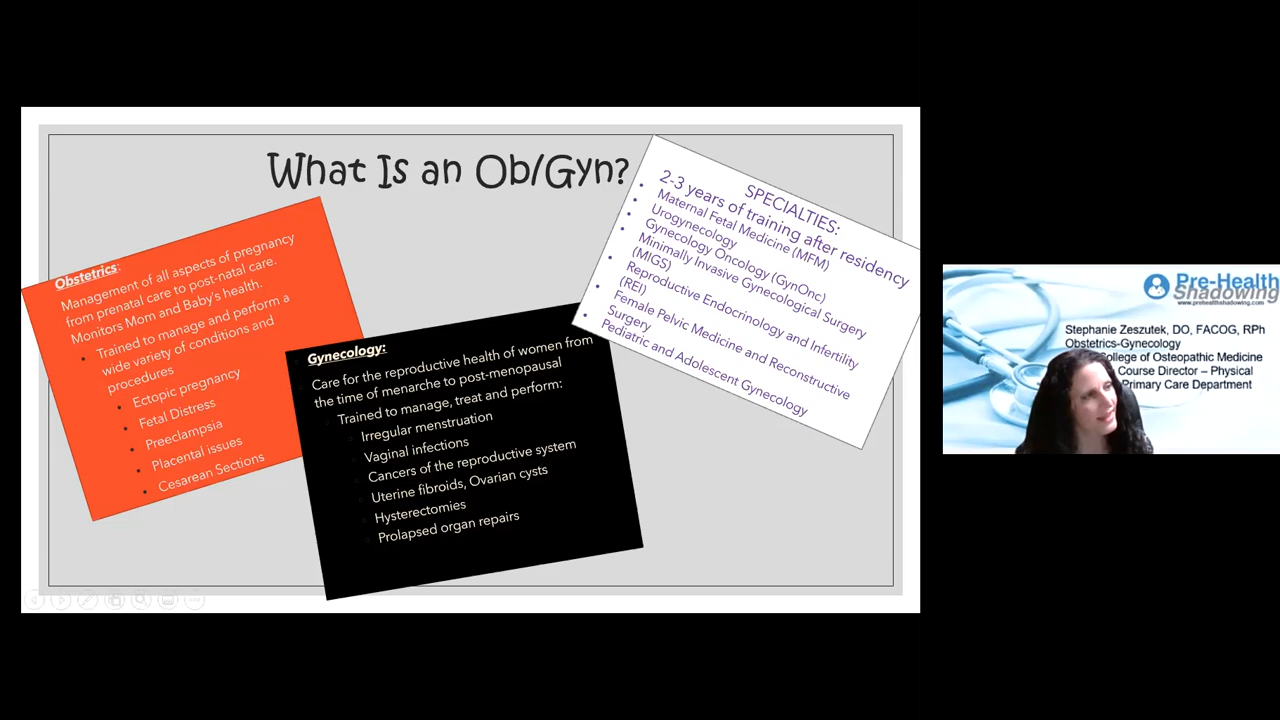 What Is an Ob/Gyn?
Obstetrics:
Management of all aspects of pregnancy
from prenatal care to post-natal care.
Monitors Mom and Baby's health.
• Trained to manage and perform a
wide variety of conditions and
procedures
• Ectopic pregnancy
• Fetal Distress
• Preeclampsia
• Placental issues
• Cesarean Sections
Gynecology:
Care for the reproductive health of women from
the time of menarche to post-menopausal
Trained to manage, treat and perform:
Irregular menstruation
Vaginal infections
Cancers of the reproductive system
Uterine fibroids, Ovarian cysts
Hysterectomies
Prolapsed organ repairs
SPECIALTIES:
2-3 years of training after residency
• Maternal Fetal Medicine (MFM)
• Urogynecology
• Gynecology Oncology (GynOnc)
• Minimally Invasive Gynecological Surgery
(MIGS)
• Reproductive Endocrinology and Infertility
(REI)
• Female Pelvic Medicine and Reconstructive
Surgery
• Pediatric and Adolescent Gynecology
Pre-Health
Shadowing
www.prehealthshadowing.com
Stephanie Zeszutek, DO, FACOG, RPh
Obstetrics-Gynecology
College of Osteopathic Medicine
Course Director – Physical
Primary Care Department